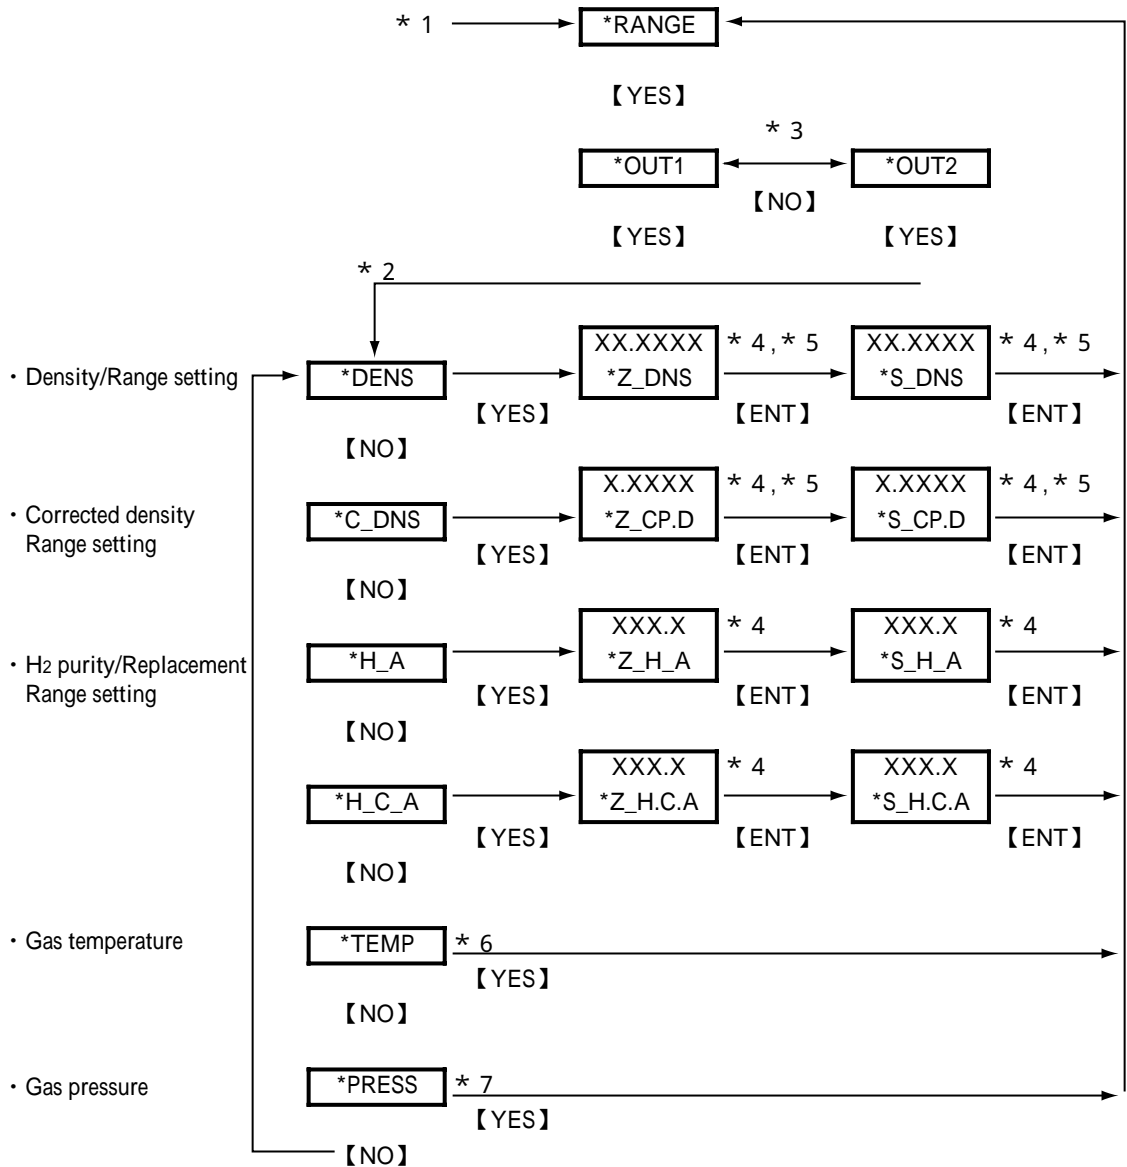 * 1 *RANGE
【YES】
* 3
*OUT1 *OUT2
【NO】
【YES】 【YES】
* 2
XX.XXXX * 4,* 5 XX.XXXX * 4,* 5
・Density/Range setting *DENS *Z_DNS *S_DNS
【YES】 【ENT】 【ENT】
【NO】
X.XXXX * 4,* 5 X.XXXX * 4,* 5
・Corrected density *C_DNS *Z_CP.D *S_CP.D
Range setting 【YES】 【ENT】 【ENT】
【NO】
XXX.X * 4 XXX.X * 4
・H2 purity/Replacement *H_A *Z_H_A *S_H_A
Range setting 【YES】 【ENT】 【ENT】
【NO】
XXX.X * 4 XXX.X * 4
*H_C_A *Z_H.C.A *S_H.C.A
【YES】 【ENT】 【ENT】
【NO】
・Gas temperature *TEMP * 6
【YES】
【NO】
・Gas pressure *PRESS * 7
【YES】
【NO】